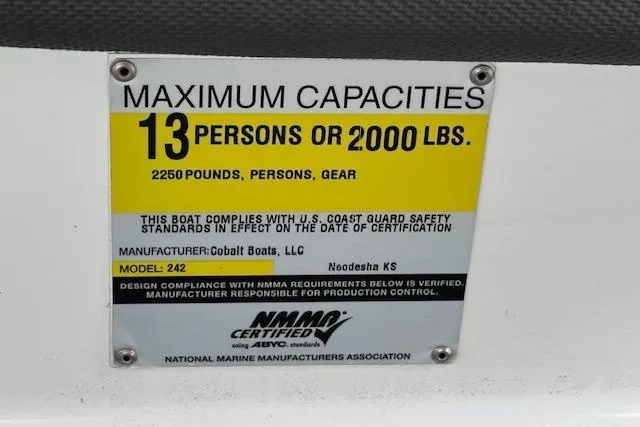 MAXIMUM CAPACITIES
13 PERSONS OR 2000 LBS.
2250 POUNDS, PERSONS, GEAR
THIS BOAT COMPLIES WITH U.S. COAST GUARD SAFETY
STANDARDS IN EFFECT ON THE DATE OF CERTIFICATION
MANUFACTURER: Cobalt Boats, LLC
MODEL: 242 Neodesha KS
DESIGN COMPLIANCE WITH NMMA REQUIREMENTS BELOW IS VERIFIED.
MANUFACTURER RESPONSIBLE FOR PRODUCTION CONTROL.
NMMA
CERTIFIED
using ABYC. standards
NATIONAL MARINE MANUFACTURERS ASSOCIATION